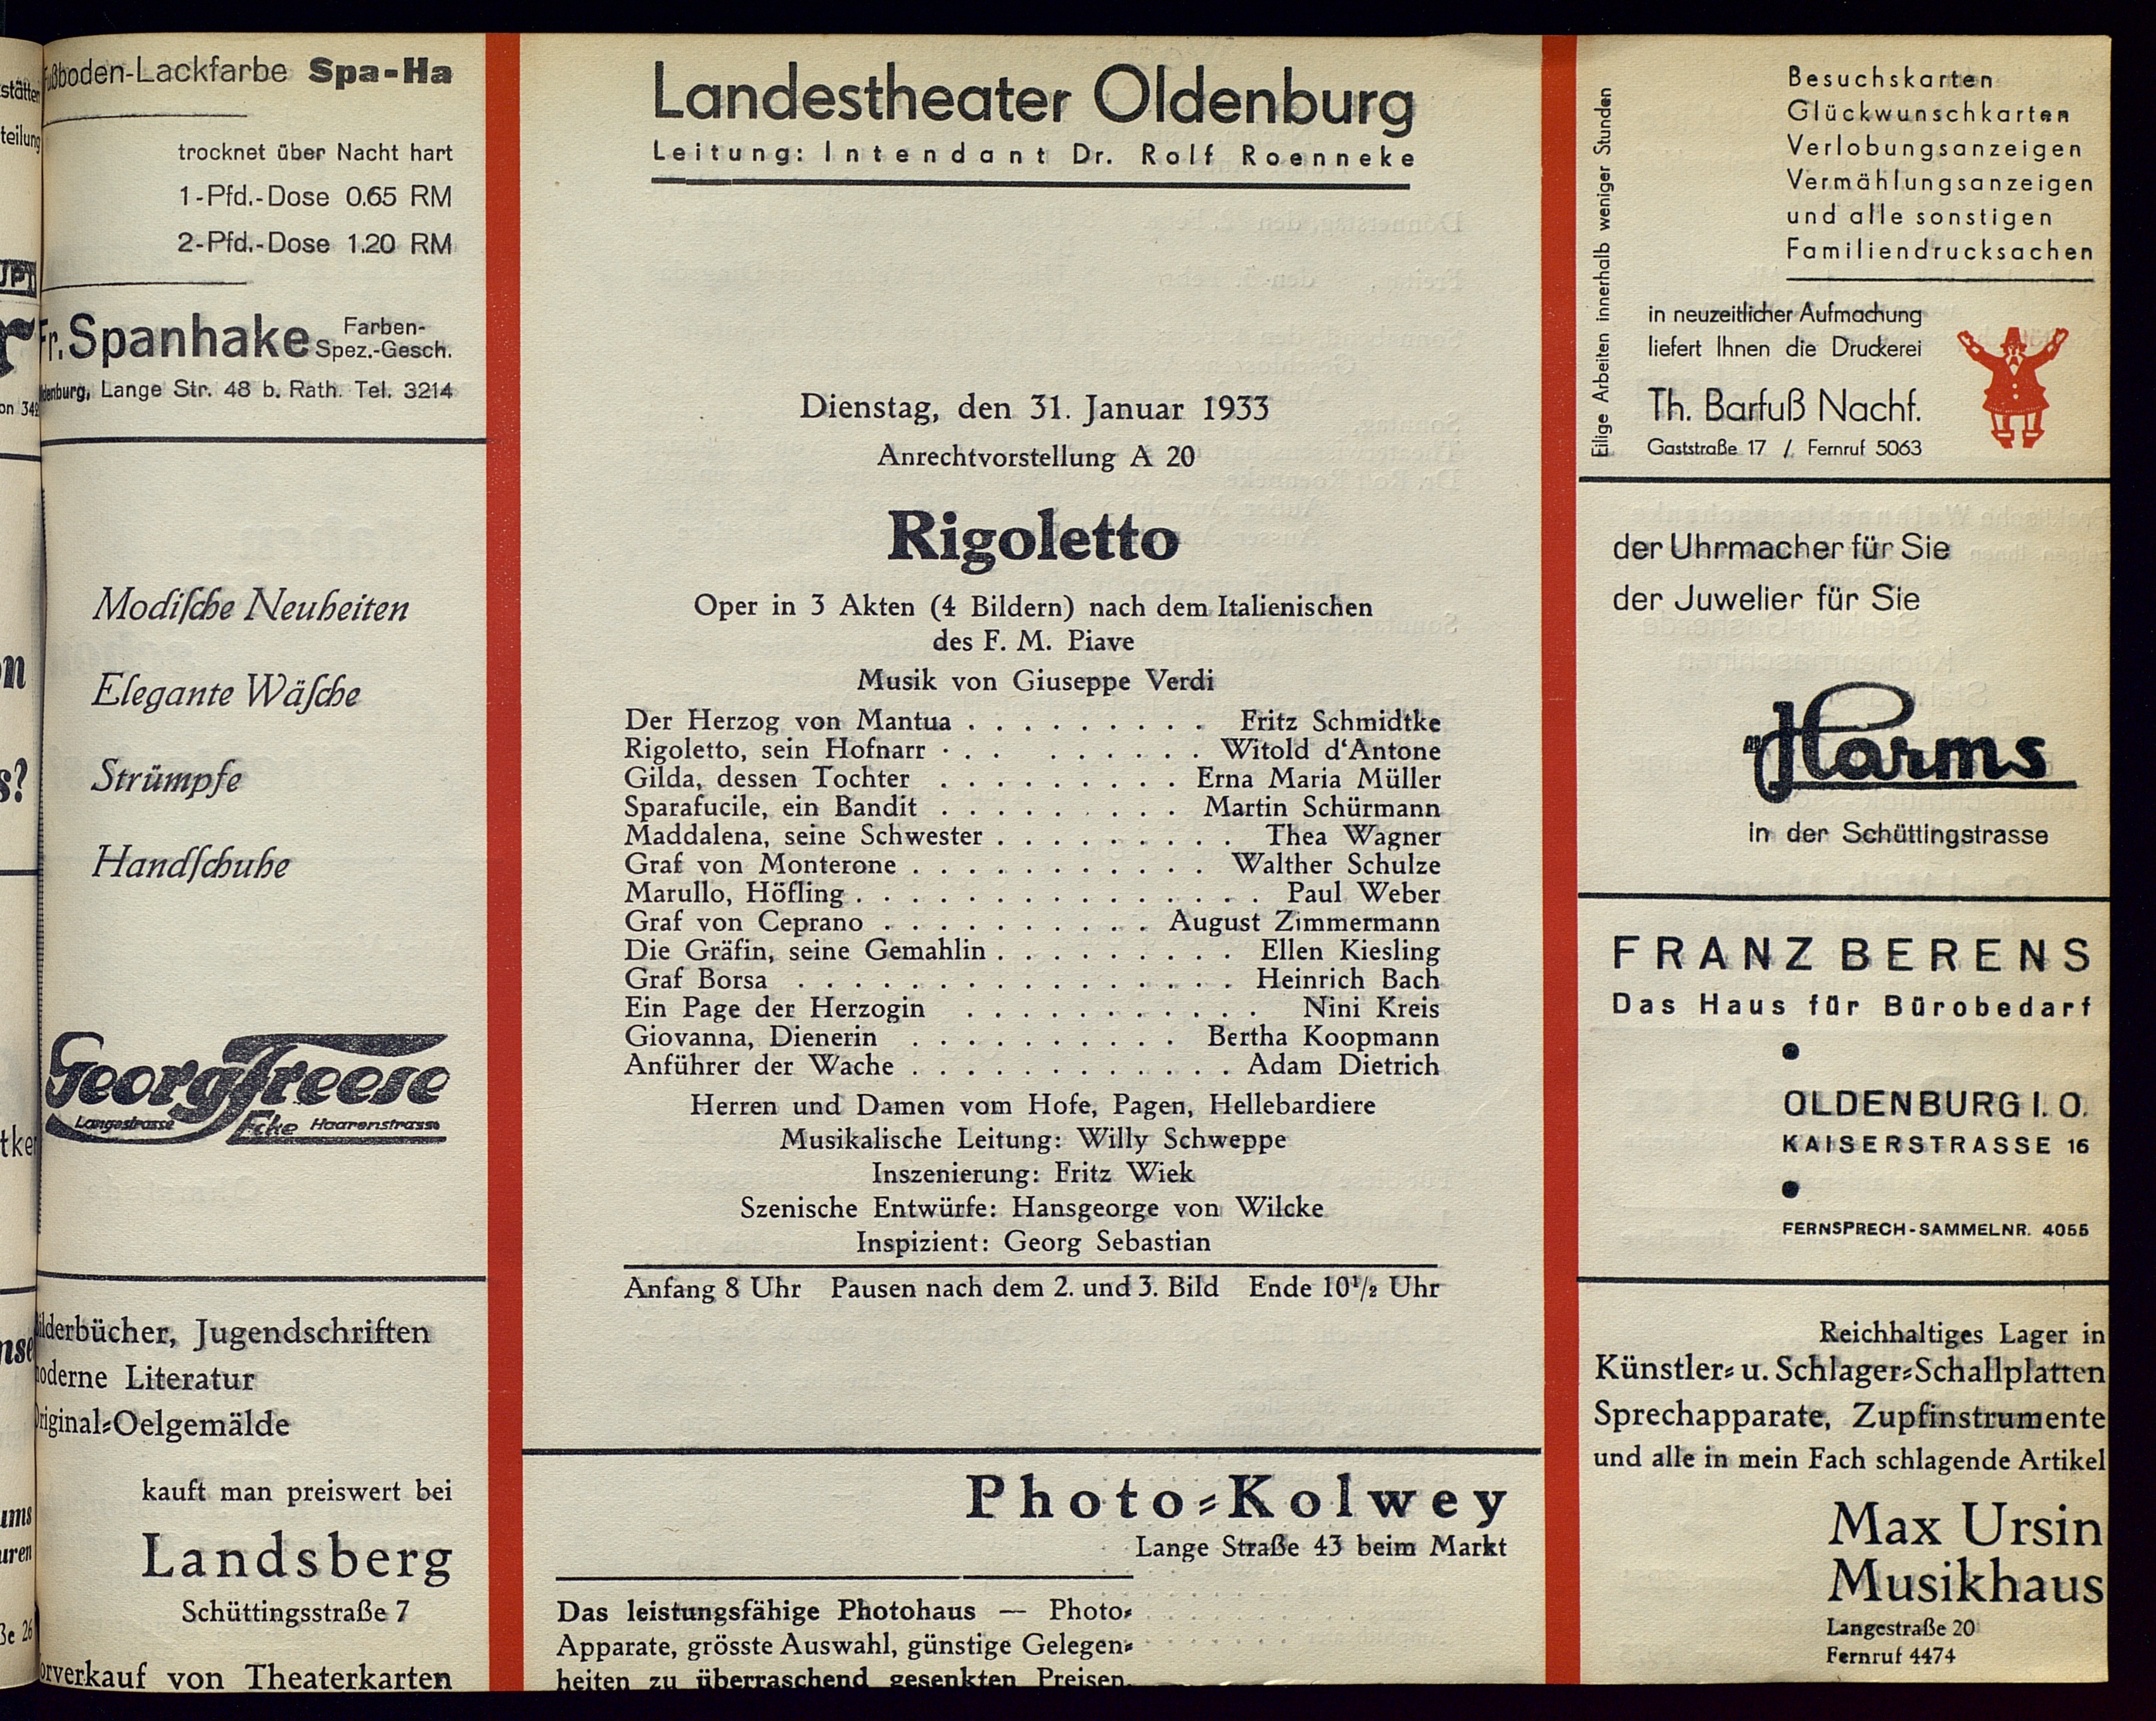 Fußboden-Lackfarbe Spa-Ha
trocknet über Nacht hart
1-Pfd.-Dose 0.65 RM
2-Pfd.-Dose 1.20 RM
Fr. Spanhake Farben-
Spez.-Gesch.
Lange Str. 48 b. Rath. Tel. 3214
Modische Neuheiten
Elegante Wäsche
Strümpfe
Handschuhe
Georg Freese
Langestrasse Ecke Haarenstrasse
Bilderbücher, Jugendschriften
moderne Literatur
Original-Oelgemälde
kauft man preiswert bei
Landsberg
Schüttingsstraße 7
Vorverkauf von Theaterkarten
Landestheater Oldenburg
Leitung: Intendant Dr. Rolf Roenneke
Dienstag, den 31. Januar 1933
Anrechtvorstellung A 20
Rigoletto
Oper in 3 Akten (4 Bildern) nach dem Italienischen
des F. M. Piave
Musik von Giuseppe Verdi
Der Herzog von Mantua . . . . . . . . . Fritz Schmidtke
Rigoletto, sein Hofnarr . . . . . . . . . Witold d'Antone
Gilda, dessen Tochter . . . . . . . . . Erna Maria Müller
Sparafucile, ein Bandit . . . . . . . . . Martin Schürmann
Maddalena, seine Schwester . . . . . . . . . Thea Wagner
Graf von Monterone . . . . . . . . . . . Walther Schulze
Marullo, Höfling . . . . . . . . . . . . . . . Paul Weber
Graf von Ceprano . . . . . . . . . . August Zimmermann
Die Gräfin, seine Gemahlin . . . . . . . . . Ellen Kiesling
Graf Borsa . . . . . . . . . . . . . . . . Heinrich Bach
Ein Page der Herzogin . . . . . . . . . . . Nini Kreis
Giovanna, Dienerin . . . . . . . . . . Bertha Koopmann
Anführer der Wache . . . . . . . . . . . . Adam Dietrich
Herren und Damen vom Hofe, Pagen, Hellebardiere
Musikalische Leitung: Willy Schweppe
Inszenierung: Fritz Wiek
Szenische Entwürfe: Hansgeorge von Wilcke
Inspizient: Georg Sebastian
Anfang 8 Uhr Pausen nach dem 2. und 3. Bild Ende 10½ Uhr
Photo-Kolwey
Lange Straße 43 beim Markt
Das leistungsfähige Photohaus — Photo-
Apparate, grösste Auswahl, günstige Gelegen-
heiten zu überraschend gesenkten Preisen.
Eilige Arbeiten innerhalb weniger Stunden
Besuchskarten
Glückwunschkarten
Verlobungsanzeigen
Vermählungsanzeigen
und alle sonstigen
Familiendrucksachen
in neuzeitlicher Aufmachung
liefert Ihnen die Druckerei
Th. Barfuß Nachf.
Gaststraße 17 / Fernruf 5063
der Uhrmacher für Sie
der Juwelier für Sie
Harms
in der Schüttingstrasse
FRANZ BERENS
Das Haus für Bürobedarf
OLDENBURG I. O.
KAISERSTRASSE 16
FERNSPRECH-SAMMELNR. 4055
Reichhaltiges Lager in
Künstler- u. Schlager-Schallplatten
Sprechapparate, Zupfinstrumente
und alle in mein Fach schlagende Artikel
Max Ursin
Musikhaus
Langestraße 20
Fernruf 4474